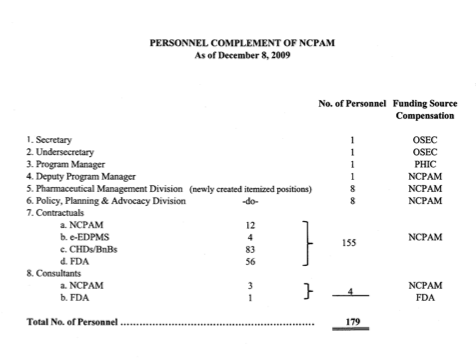 PERSONNEL COMPLEMENT OF NCPAM
As of December 8, 2009
No. of Personnel Funding Source
Compensation
1. Secretary 1 OSEC
2. Undersecretary 1 OSEC
3. Program Manager 1 PHIC
4. Deputy Program Manager 1 NCPAM
5. Pharmaceutical Management Division (newly created itemized positions) 8 NCPAM
6. Policy, Planning & Advocacy Division -do- 8 NCPAM
7. Contractuals
a. NCPAM 12
b. e-EDPMS 4 155 NCPAM
c. CHDs/BnBs 83
d. FDA 56
8. Consultants
a. NCPAM 3 4 NCPAM
b. FDA 1 FDA
Total No. of Personnel ................................................................ 179